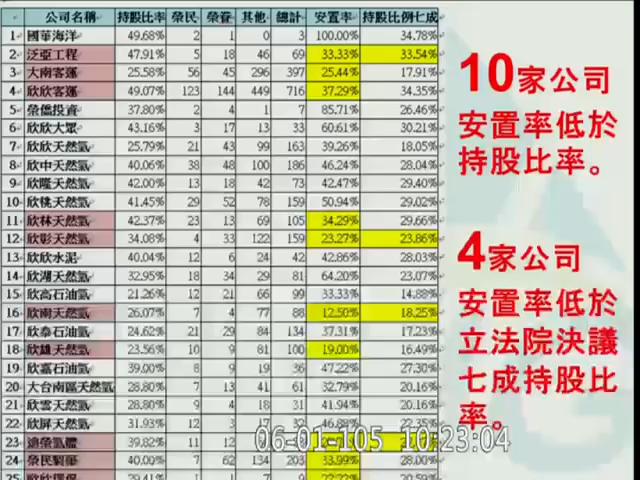 公司名稱 持股比率 榮民 榮眷 其他 總計 安置率 持股比例七成
1 國華海洋 49.68% 2 1 0 3 100.00% 34.78%
2 泛亞工程 47.91% 5 18 46 69 33.33% 33.54%
3 大南客運 25.58% 56 45 296 397 25.44% 17.91%
4 欣欣客運 49.07% 123 144 449 716 37.29% 34.35%
5 榮僑投資 37.80% 2 4 1 7 85.71% 26.46%
6 欣欣大眾 43.16% 3 17 13 33 60.61% 30.21%
7 欣欣天然氣 25.79% 21 43 99 163 39.26% 18.05%
8 欣中天然氣 40.06% 38 48 100 186 46.24% 28.04%
9 欣隆天然氣 42.00% 13 18 42 73 42.47% 29.40%
10 欣桃天然氣 41.45% 29 52 78 159 50.94% 29.02%
11 欣林天然氣 42.37% 23 13 69 105 34.29% 29.66%
12 欣彰天然氣 34.08% 4 33 122 159 23.27% 23.86%
13 欣欣水泥 40.04% 12 6 24 42 42.86% 28.03%
14 欣湖天然氣 32.95% 18 34 29 81 64.20% 23.07%
15 欣高石油氣 21.26% 12 21 66 99 33.33% 14.88%
16 欣南天然氣 26.07% 7 4 77 88 12.50% 18.25%
17 欣泰石油氣 24.62% 21 29 84 134 37.31% 17.23%
18 欣雄天然氣 23.56% 10 9 81 100 19.00% 16.49%
19 欣嘉石油氣 39.00% 8 9 19 36 47.22% 27.30%
20 大台南區天然氣 28.80% 7 13 41 61 32.79% 20.16%
21 欣雲天然氣 28.80% 9 4 18 31 41.94% 20.16%
22 欣屏天然氣 31.93% 12 3 32 46.88% 22.35%
23 遠榮氣體 39.82% 11 12
24 榮民製藥 40.00% 7 62 134 203 33.99% 28.00%
25 欣欣環保 29.41% 22.22% 20.59%
10家公司
安置率低於
持股比率。
4家公司
安置率低於
立法院決議
七成持股比
率。
06-01-105 10:23:04